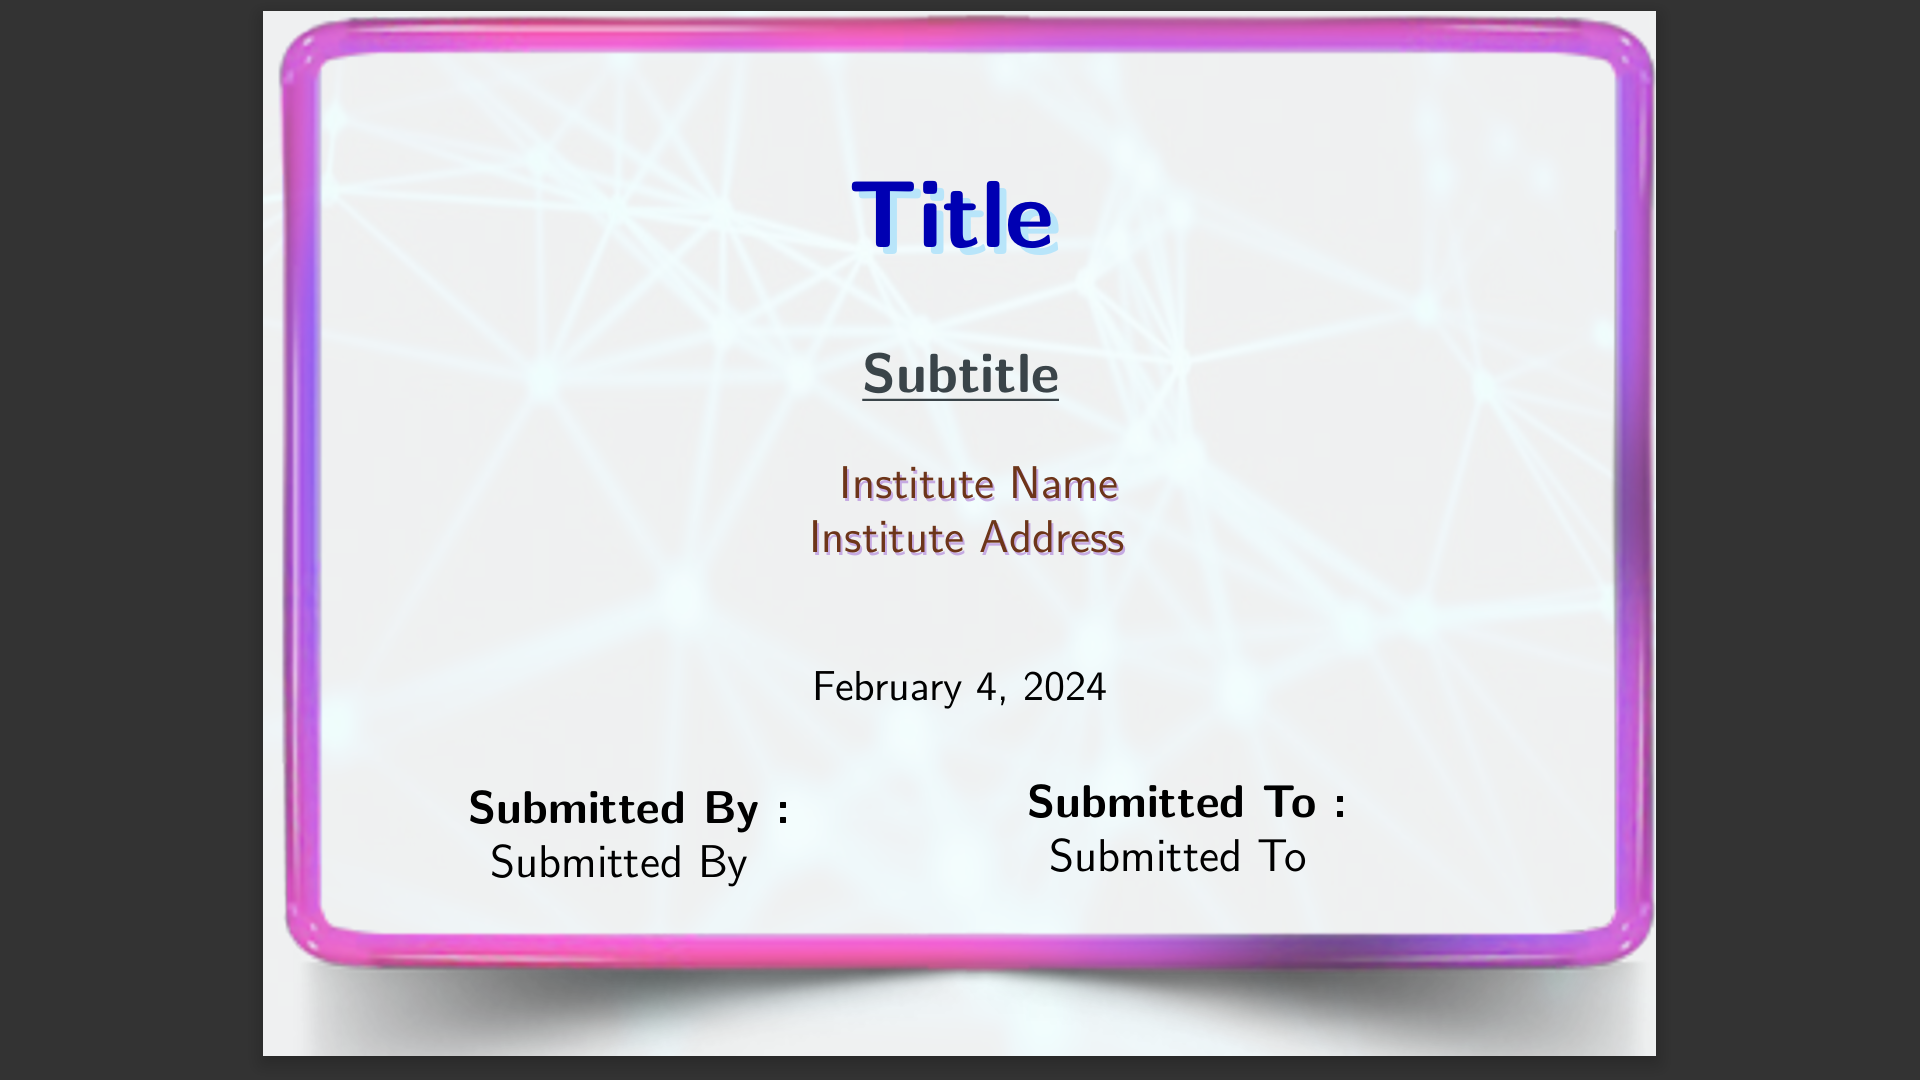 Title
Subtitle
Institute Name
Institute Address
February 4, 2024
Submitted By :
Submitted By
Submitted To :
Submitted To